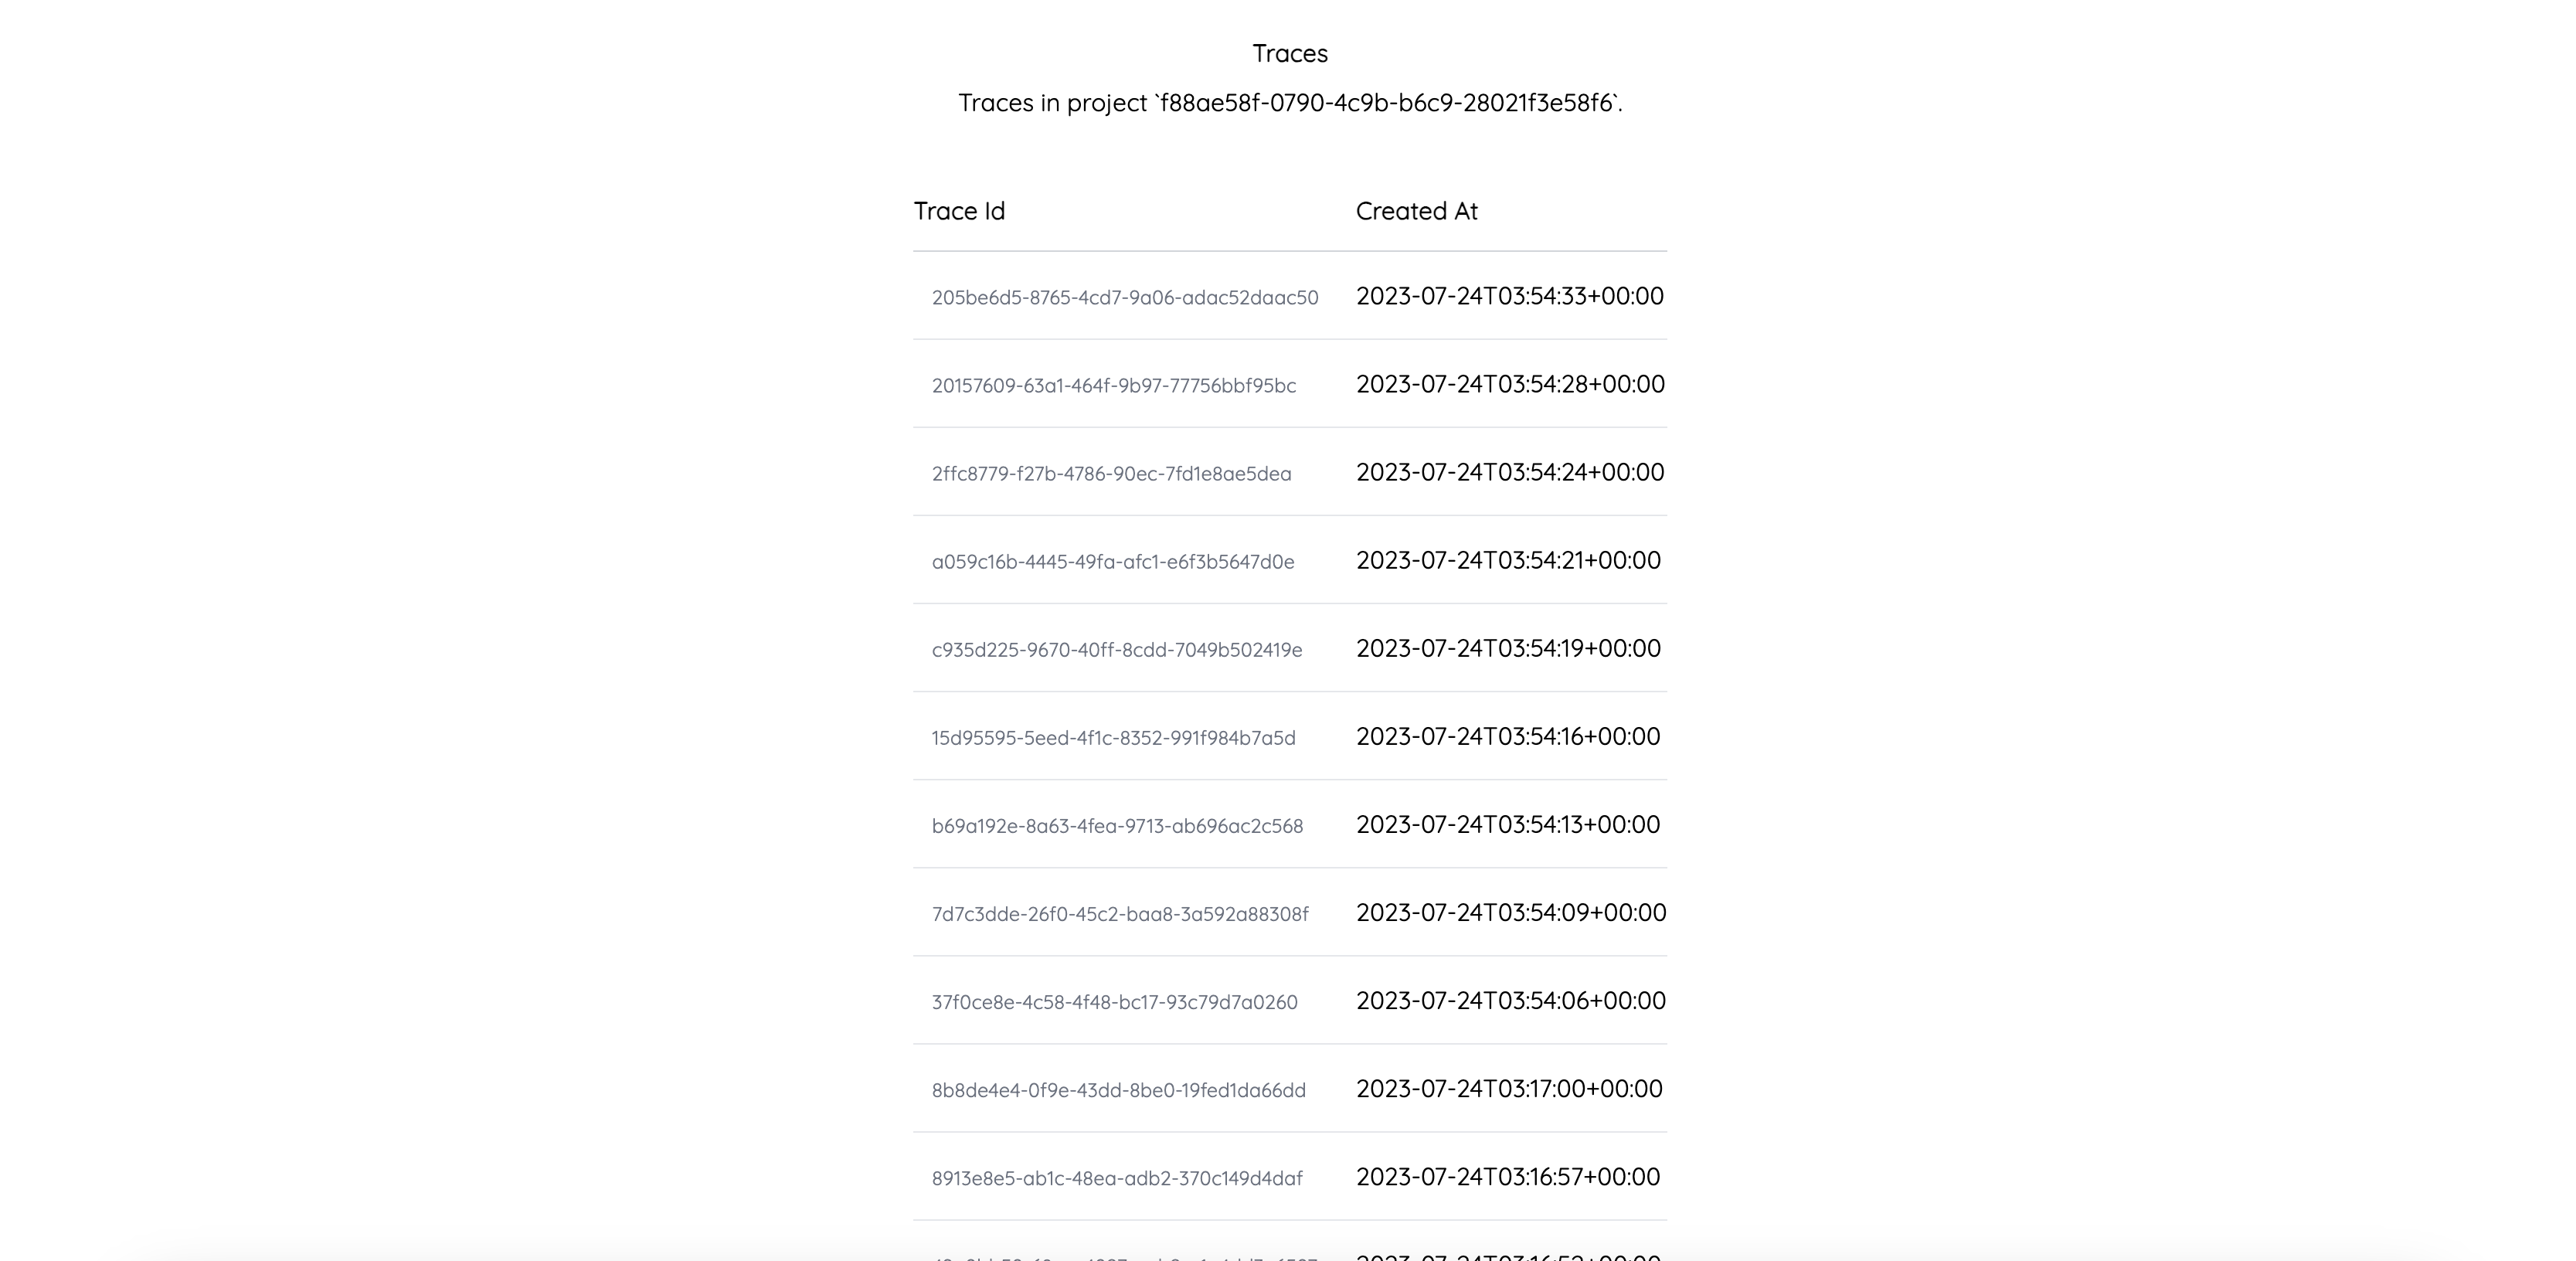 Traces
Traces in project `f88ae58f-0790-4c9b-b6c9-28021f3e58f6`.
Trace Id Created At
205be6d5-8765-4cd7-9a06-adac52daac50 2023-07-24T03:54:33+00:00
20157609-63a1-464f-9b97-77756bbf95bc 2023-07-24T03:54:28+00:00
2ffc8779-f27b-4786-90ec-7fd1e8ae5dea 2023-07-24T03:54:24+00:00
a059c16b-4445-49fa-afc1-e6f3b5647d0e 2023-07-24T03:54:21+00:00
c935d225-9670-40ff-8cdd-7049b502419e 2023-07-24T03:54:19+00:00
15d95595-5eed-4f1c-8352-991f984b7a5d 2023-07-24T03:54:16+00:00
b69a192e-8a63-4fea-9713-ab696ac2c568 2023-07-24T03:54:13+00:00
7d7c3dde-26f0-45c2-baa8-3a592a88308f 2023-07-24T03:54:09+00:00
37f0ce8e-4c58-4f48-bc17-93c79d7a0260 2023-07-24T03:54:06+00:00
8b8de4e4-0f9e-43dd-8be0-19fed1da66dd 2023-07-24T03:17:00+00:00
8913e8e5-ab1c-48ea-adb2-370c149d4daf 2023-07-24T03:16:57+00:00